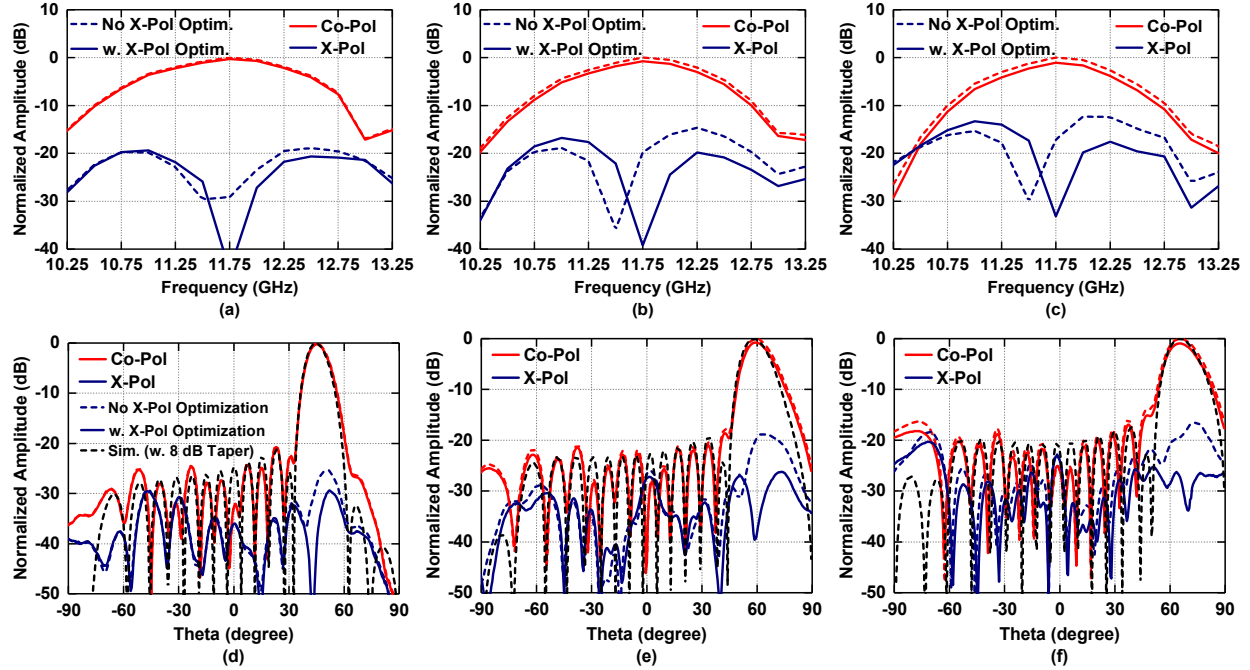 10
0
-10
-20
-30
-40
Normalized Amplitude (dB)
No X-Pol Optim.
w. X-Pol Optim.
Co-Pol
X-Pol
10.25 10.75 11.25 11.75 12.25 12.75 13.25
Frequency (GHz)
(a)
10
0
-10
-20
-30
-40
Normalized Amplitude (dB)
No X-Pol Optim.
w. X-Pol Optim.
Co-Pol
X-Pol
10.25 10.75 11.25 11.75 12.25 12.75 13.25
Frequency (GHz)
(b)
10
0
-10
-20
-30
-40
Normalized Amplitude (dB)
No X-Pol Optim.
w. X-Pol Optim.
Co-Pol
X-Pol
10.25 10.75 11.25 11.75 12.25 12.75 13.25
Frequency (GHz)
(c)
0
-10
-20
-30
-40
-50
Normalized Amplitude (dB)
Co-Pol
X-Pol
No X-Pol Optimization
w. X-Pol Optimization
Sim. (w. 8 dB Taper)
-90 -60 -30 0 30 60 90
Theta (degree)
(d)
0
-10
-20
-30
-40
-50
Normalized Amplitude (dB)
Co-Pol
X-Pol
-90 -60 -30 0 30 60 90
Theta (degree)
(e)
0
-10
-20
-30
-40
-50
Normalized Amplitude (dB)
Co-Pol
X-Pol
-90 -60 -30 0 30 60 90
Theta (degree)
(f)